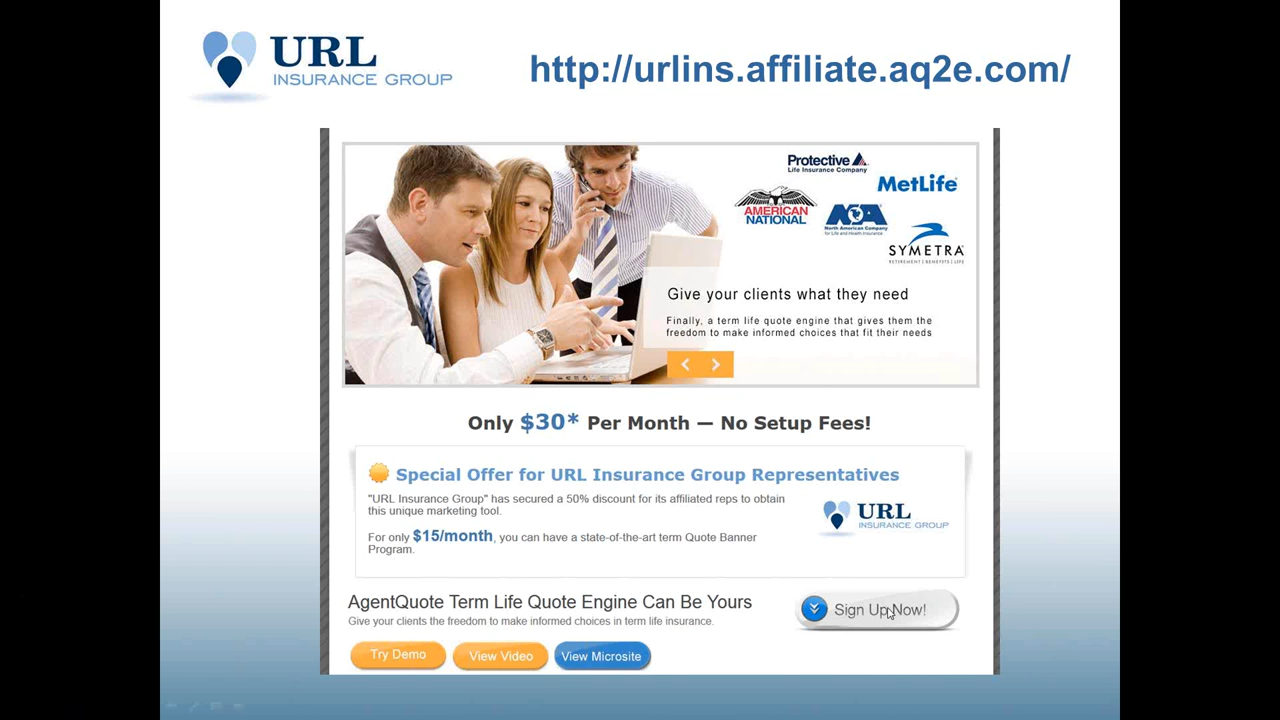 URL
INSURANCE GROUP
http://urlins.affiliate.aq2e.com/
Protective
Life Insurance Company
MetLife®
AMERICAN
NATIONAL
North American Company
for Life and Health Insurance
SYMETRA
RETIREMENT | BENEFITS | LIFE
Give your clients what they need
Finally, a term life quote engine that gives them the
freedom to make informed choices that fit their needs
Only $30* Per Month — No Setup Fees!
Special Offer for URL Insurance Group Representatives
"URL Insurance Group" has secured a 50% discount for its affiliated reps to obtain
this unique marketing tool.
For only $15/month, you can have a state-of-the-art term Quote Banner
Program.
URL
INSURANCE GROUP
AgentQuote Term Life Quote Engine Can Be Yours
Give your clients the freedom to make informed choices in term life insurance.
Sign Up Now!
Try Demo
View Video
View Microsite